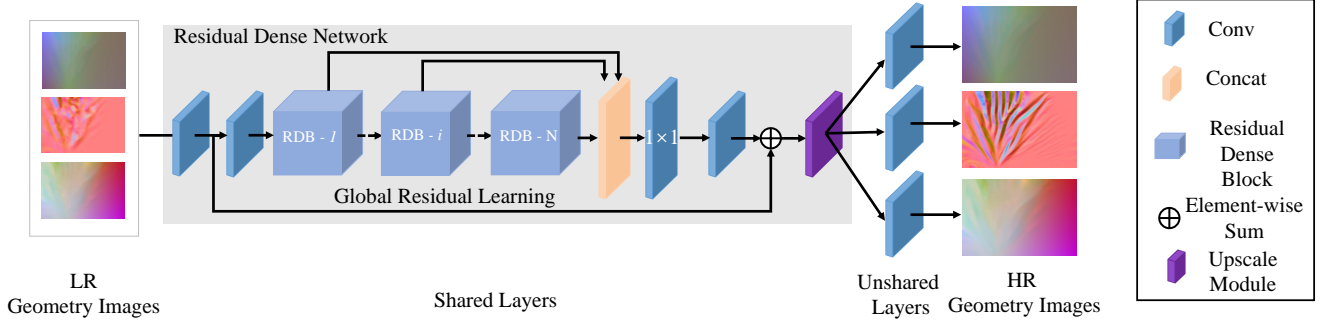 Residual Dense Network
RDB - 1
RDB - i
RDB - N
1 × 1
Global Residual Learning
LR
Geometry Images
Shared Layers
Unshared
Layers
HR
Geometry Images
Conv
Concat
Residual
Dense
Block
Element-wise
Sum
Upscale
Module